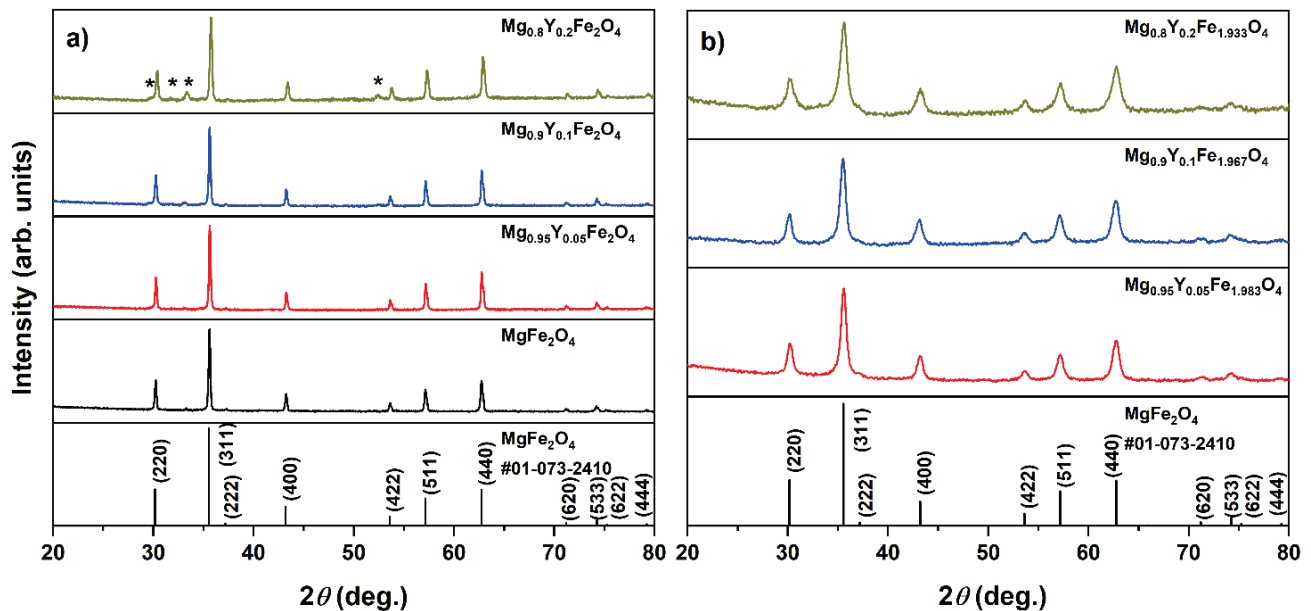 a)
Mg0.8Y0.2Fe2O4
* * * *
Mg0.9Y0.1Fe2O4
Mg0.95Y0.05Fe2O4
MgFe2O4
MgFe2O4
#01-073-2410
(220)
(311)
(222)
(400)
(422)
(511)
(440)
(620)
(533)
(622)
(444)
20 30 40 50 60 70 80
2θ (deg.)
Intensity (arb. units)
b)
Mg0.8Y0.2Fe1.933O4
Mg0.9Y0.1Fe1.967O4
Mg0.95Y0.05Fe1.983O4
MgFe2O4
#01-073-2410
(220)
(311)
(222)
(400)
(422)
(511)
(440)
(620)
(533)
(622)
(444)
20 30 40 50 60 70 80
2θ (deg.)